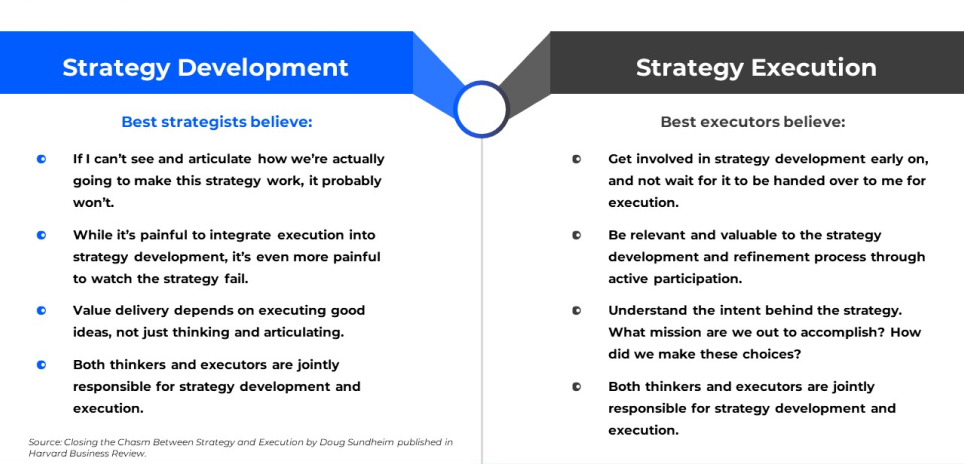 Strategy Development
Best strategists believe:
If I can’t see and articulate how we’re actually
going to make this strategy work, it probably
won’t.
While it’s painful to integrate execution into
strategy development, it’s even more painful
to watch the strategy fail.
Value delivery depends on executing good
ideas, not just thinking and articulating.
Both thinkers and executors are jointly
responsible for strategy development and
execution.
Source: Closing the Chasm Between Strategy and Execution by Doug Sundheim published in
Harvard Business Review.
Strategy Execution
Best executors believe:
Get involved in strategy development early on,
and not wait for it to be handed over to me for
execution.
Be relevant and valuable to the strategy
development and refinement process through
active participation.
Understand the intent behind the strategy.
What mission are we out to accomplish? How
did we make these choices?
Both thinkers and executors are jointly
responsible for strategy development and
execution.